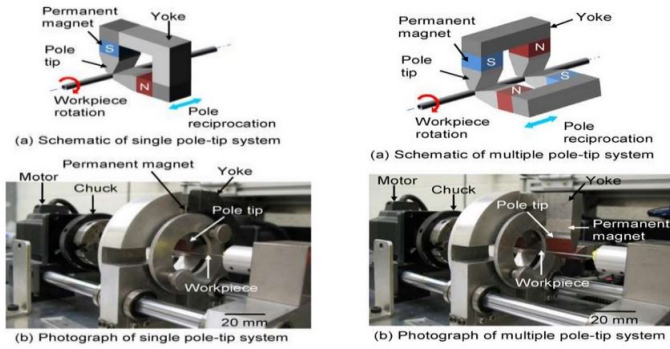 Permanent
magnet
Yoke
S
Pole
tip
N
Workpiece
rotation
Pole
reciprocation
(a) Schematic of single pole-tip system
Permanent magnet
Yoke
Motor
Chuck
Pole tip
Workpiece
20 mm
(b) Photograph of single pole-tip system
Permanent
magnet
Yoke
S
N
Pole
tip
N
S
Workpiece
rotation
Pole
reciprocation
(a) Schematic of multiple pole-tip system
Motor
Chuck
Yoke
Pole tip
Permanent
magnet
Workpiece
20 mm
(b) Photograph of multiple pole-tip system